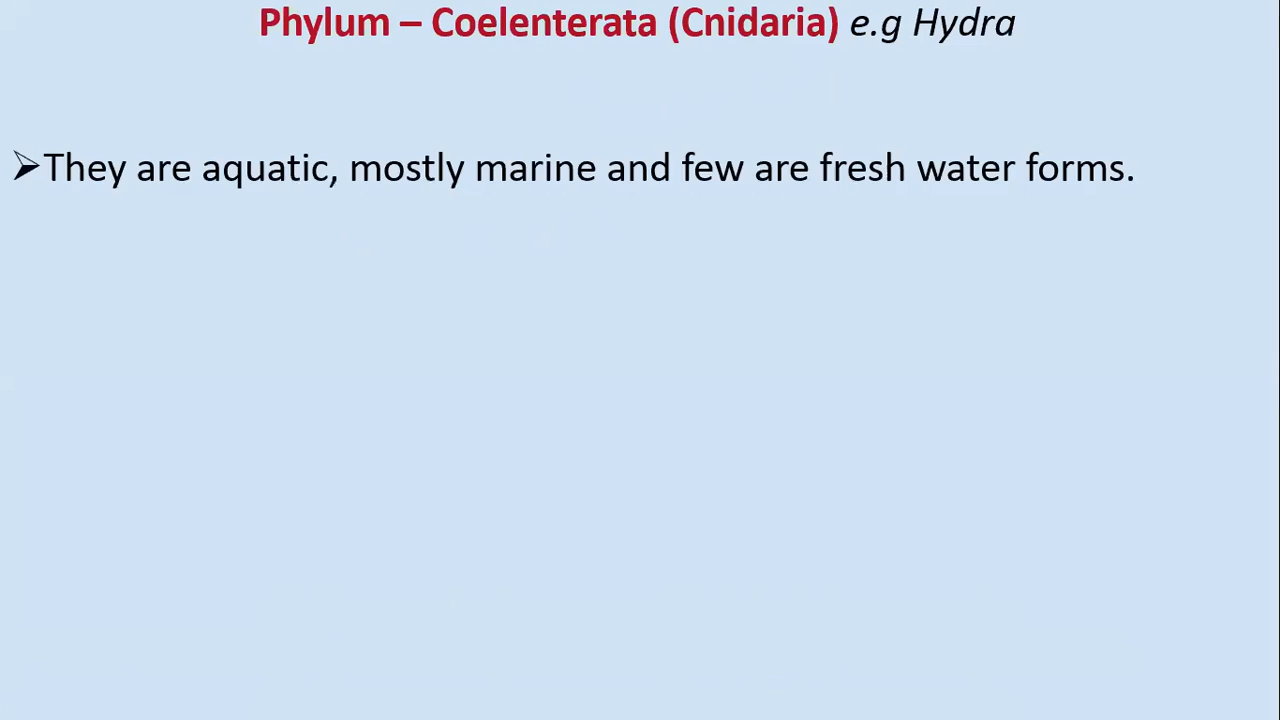 Phylum – Coelenterata (Cnidaria) e.g Hydra
➢They are aquatic, mostly marine and few are fresh water forms.